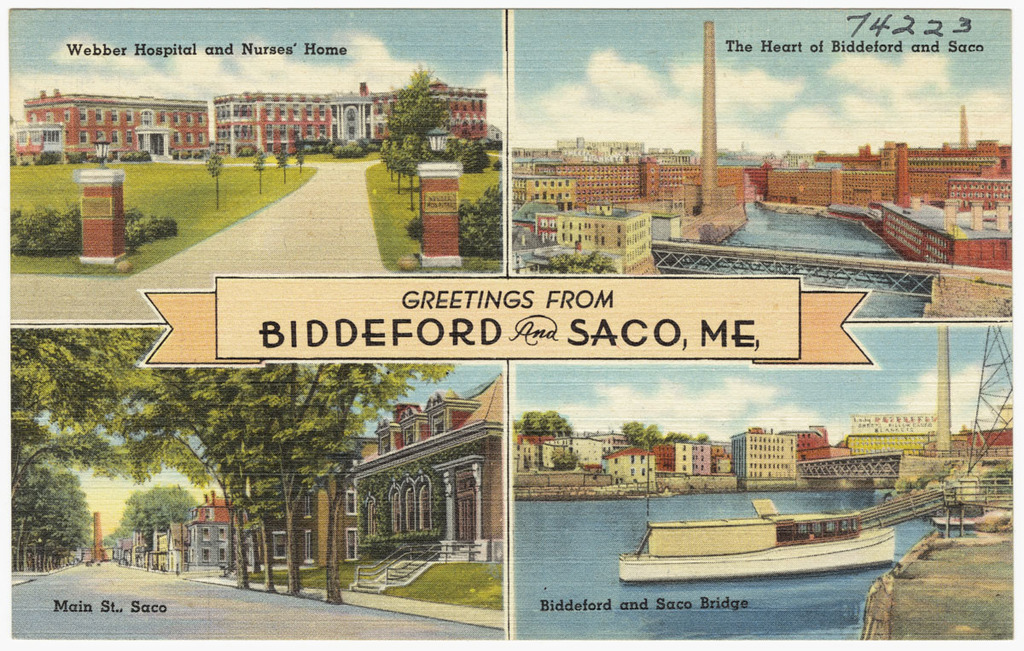 Webber Hospital and Nurses' Home
74223
The Heart of Biddeford and Saco
GREETINGS FROM
BIDDEFORD And SACO, ME,
Main St., Saco
Biddeford and Saco Bridge